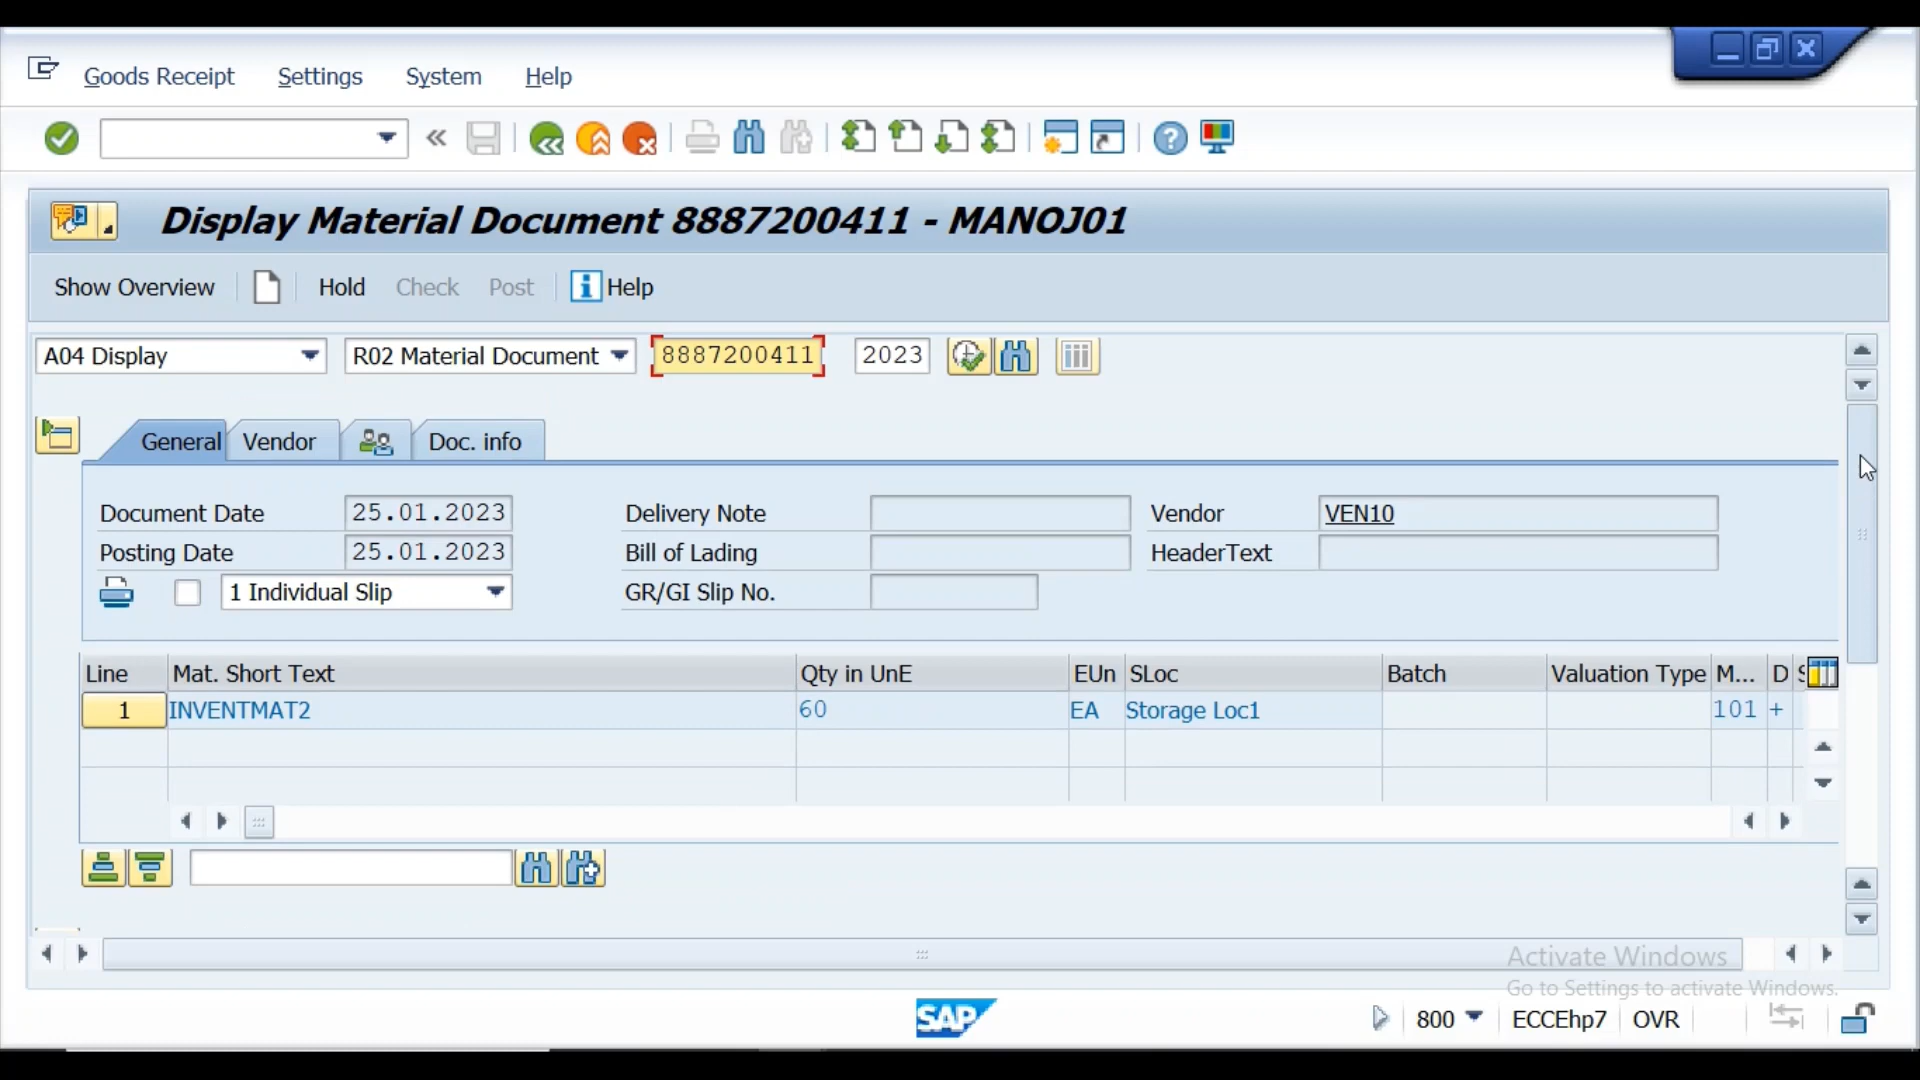 Goods Receipt Settings System Help
Display Material Document 8887200411 - MANOJ01
Show Overview Hold Check Post Help
A04 Display R02 Material Document 8887200411 2023
General Vendor Doc. info
Document Date 25.01.2023 Delivery Note Vendor VEN10
Posting Date 25.01.2023 Bill of Lading HeaderText
1 Individual Slip GR/GI Slip No.
Line Mat. Short Text Qty in UnE EUn SLoc Batch Valuation Type M... D
1 INVENTMAT2 60 EA Storage Loc1 101 +
Activate Windows
Go to Settings to activate Windows.
SAP 800 ECCEhp7 OVR